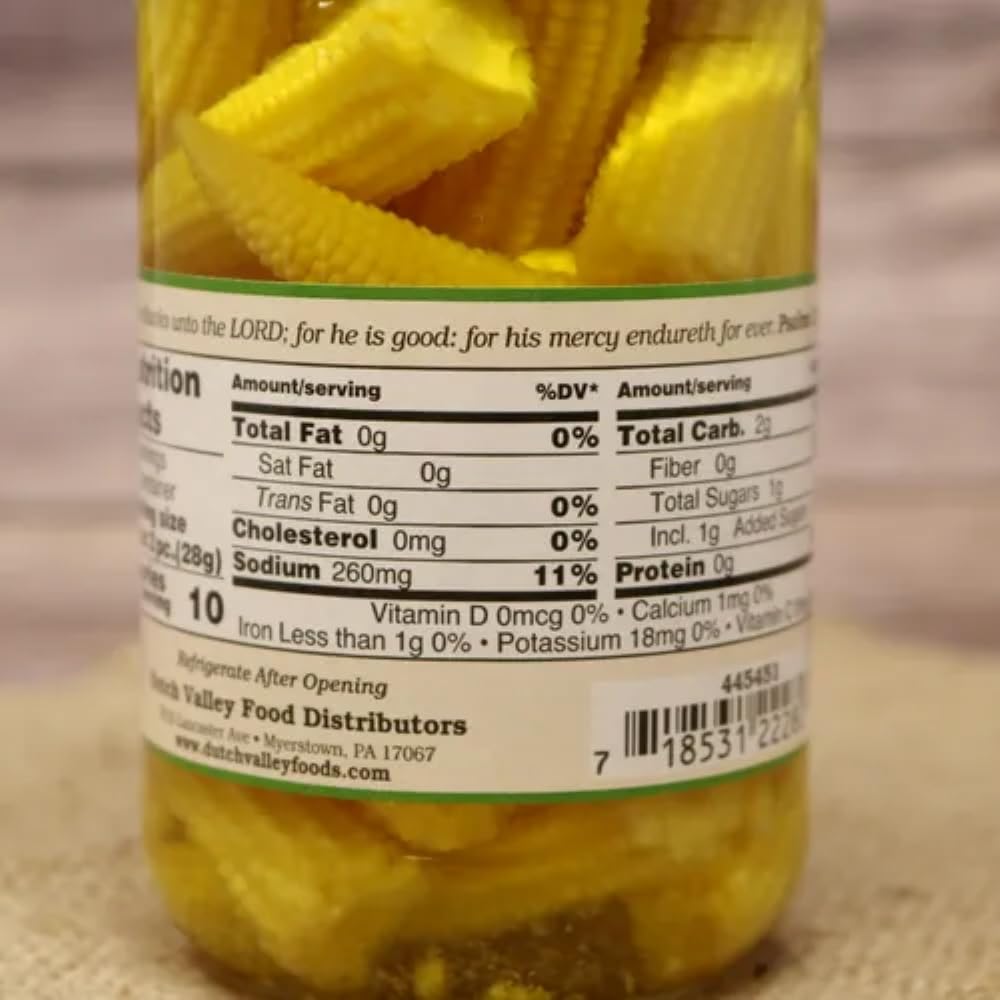 unto the LORD; for he is good: for his mercy endureth for ever.
Amount/serving %DV*
Total Fat 0g 0%
Sat Fat 0g
Trans Fat 0g 0%
Cholesterol 0mg 0%
Sodium 260mg 11%
Amount/serving
Total Carb. 2g
Fiber 0g
Total Sugars 1g
Incl. 1g Added
Protein 0g
size
pc.(28g)
10
Vitamin D 0mcg 0% • Calcium 1mg 0%
Iron Less than 1g 0% • Potassium 18mg 0% •
Refrigerate After Opening
Valley Food Distributors
Ave • Myerstown, PA 17067
www.dutchvalleyfoods.com
445451
7 18531 222